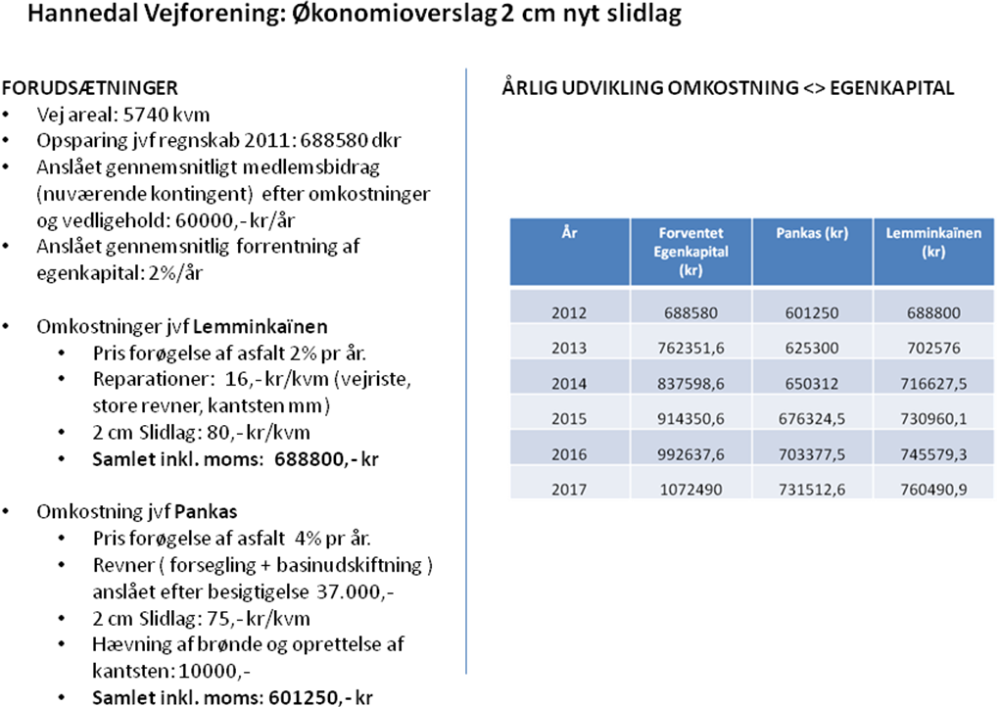 Hannedal Vejforening: Økonomioverslag 2 cm nyt slidlag
FORUDSÆTNINGER
• Vej areal: 5740 kvm
• Opsparing jvf regnskab 2011: 688580 dkr
• Anslået gennemsnitligt medlemsbidrag
(nuværende kontingent) efter omkostninger
og vedligehold: 60000,- kr/år
• Anslået gennemsnitlig forrentning af
egenkapital: 2%/år
• Omkostninger jvf Lemminkaïnen
• Pris forøgelse af asfalt 2% pr år.
• Reparationer: 16,- kr/kvm (vejriste,
store revner, kantsten mm)
• 2 cm Slidlag: 80,- kr/kvm
• Samlet inkl. moms: 688800,- kr
• Omkostning jvf Pankas
• Pris forøgelse af asfalt 4% pr år.
• Revner ( forsegling + basinudskiftning )
anslået efter besigtigelse 37.000,-
• 2 cm Slidlag: 75,- kr/kvm
• Hævning af brønde og oprettelse af
kantsten: 10000,-
• Samlet inkl. moms: 601250,- kr
ÅRLIG UDVIKLING OMKOSTNING <> EGENKAPITAL
År Forventet Pankas (kr) Lemminkaïnen
Egenkapital (kr)
(kr)
2012 688580 601250 688800
2013 762351,6 625300 702576
2014 837598,6 650312 716627,5
2015 914350,6 676324,5 730960,1
2016 992637,6 703377,5 745579,3
2017 1072490 731512,6 760490,9